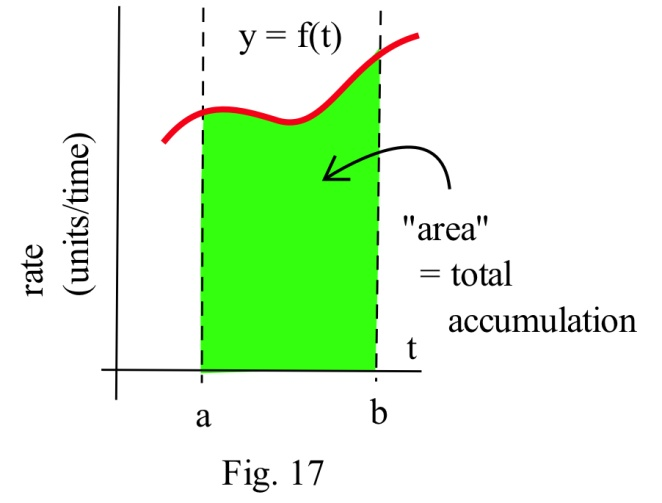 y = f(t)
rate
(units/time)
"area"
= total
accumulation
t
a
b
Fig. 17